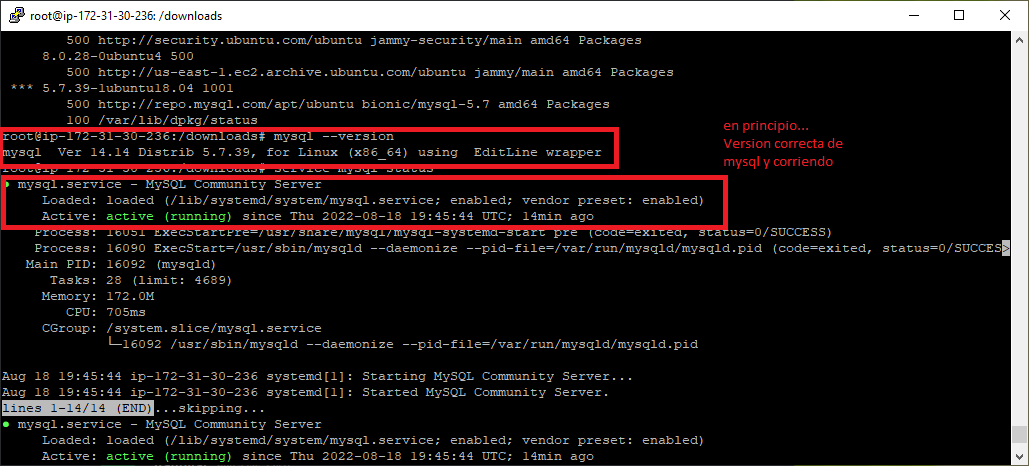 root@ip-172-31-30-236: /downloads
500 http://security.ubuntu.com/ubuntu jammy-security/main amd64 Packages
8.0.28-0ubuntu4 500
500 http://us-east-1.ec2.archive.ubuntu.com/ubuntu jammy/main amd64 Packages
*** 5.7.39-1ubuntu18.04 1001
500 http://repo.mysql.com/apt/ubuntu bionic/mysql-5.7 amd64 Packages
100 /var/lib/dpkg/status
root@ip-172-31-30-236:/downloads# mysql --version
mysql  Ver 14.14 Distrib 5.7.39, for Linux (x86_64) using  EditLine wrapper
en principio...
Version correcta de
mysql y corriendo
root@ip-172-31-30-236:/downloads# service mysql status
● mysql.service - MySQL Community Server
Loaded: loaded (/lib/systemd/system/mysql.service; enabled; vendor preset: enabled)
Active: active (running) since Thu 2022-08-18 19:45:44 UTC; 14min ago
Process: 16051 ExecStartPre=/usr/share/mysql/mysql-systemd-start pre (code=exited, status=0/SUCCESS)
Process: 16090 ExecStart=/usr/sbin/mysqld --daemonize --pid-file=/var/run/mysqld/mysqld.pid (code=exited, status=0/SUCCES>
Main PID: 16092 (mysqld)
Tasks: 28 (limit: 4689)
Memory: 172.0M
CPU: 705ms
CGroup: /system.slice/mysql.service
└─16092 /usr/sbin/mysqld --daemonize --pid-file=/var/run/mysqld/mysqld.pid
Aug 18 19:45:44 ip-172-31-30-236 systemd[1]: Starting MySQL Community Server...
Aug 18 19:45:44 ip-172-31-30-236 systemd[1]: Started MySQL Community Server.
lines 1-14/14 (END)...skipping...
● mysql.service - MySQL Community Server
Loaded: loaded (/lib/systemd/system/mysql.service; enabled; vendor preset: enabled)
Active: active (running) since Thu 2022-08-18 19:45:44 UTC; 14min ago